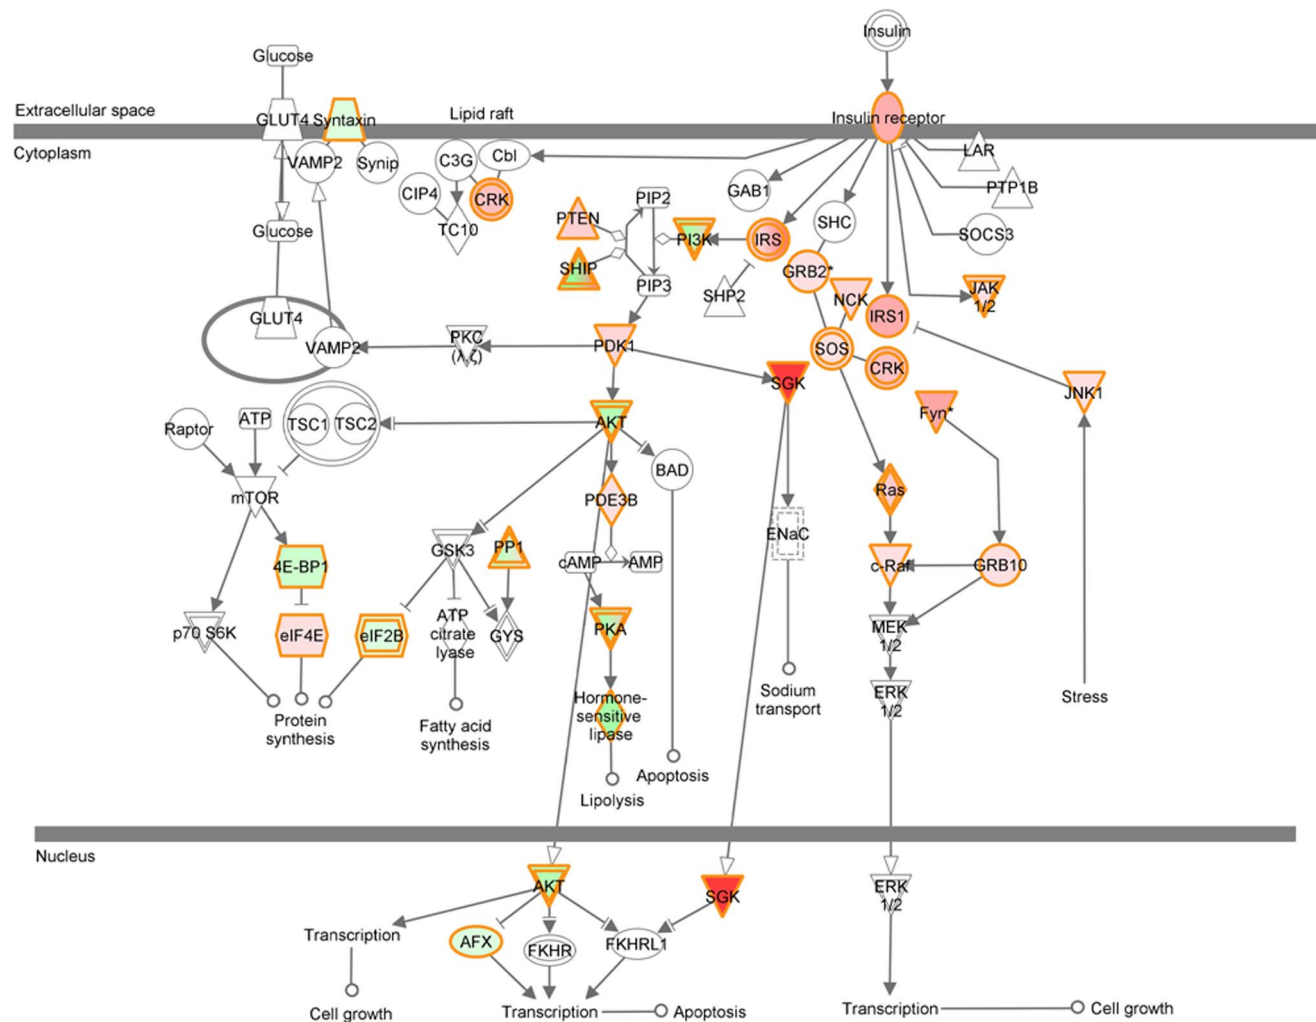 Insulin
Glucose
Extracellular space
GLUT4
Syntaxin
Lipid raft
Insulin receptor
Cytoplasm
VAMP2
Synip
C3G
Cbl
LAR
CIP4
CRK
GAB1
PTP1B
PIP2
PTEN
TC10
Glucose
PI3K
IRS
SHC
SOCS3
SHIP
GRB2*
PIP3
SHP2
NCK
JAK
1/2
GLUT4
IRS1
VAMP2
PKC
(λ,ζ)
PDK1
SOS
CRK
SGK
JNK1
Fyn*
Raptor
ATP
TSC1
TSC2
AKT
BAD
mTOR
PDE3B
Ras
ENaC
GSK3
PP1
cAMP
AMP
4E-BP1
c-Raf
GRB10
p70 S6K
eIF4E
eIF2B
ATP
citrate
lyase
GYS
PKA
MEK
1/2
Hormone-
sensitive
lipase
Sodium
transport
ERK
1/2
Stress
Protein
synthesis
Fatty acid
synthesis
Apoptosis
Lipolysis
Nucleus
AKT
SGK
ERK
1/2
Transcription
AFX
FKHR
FKHRL1
Cell growth
Transcription
Apoptosis
Transcription
Cell growth